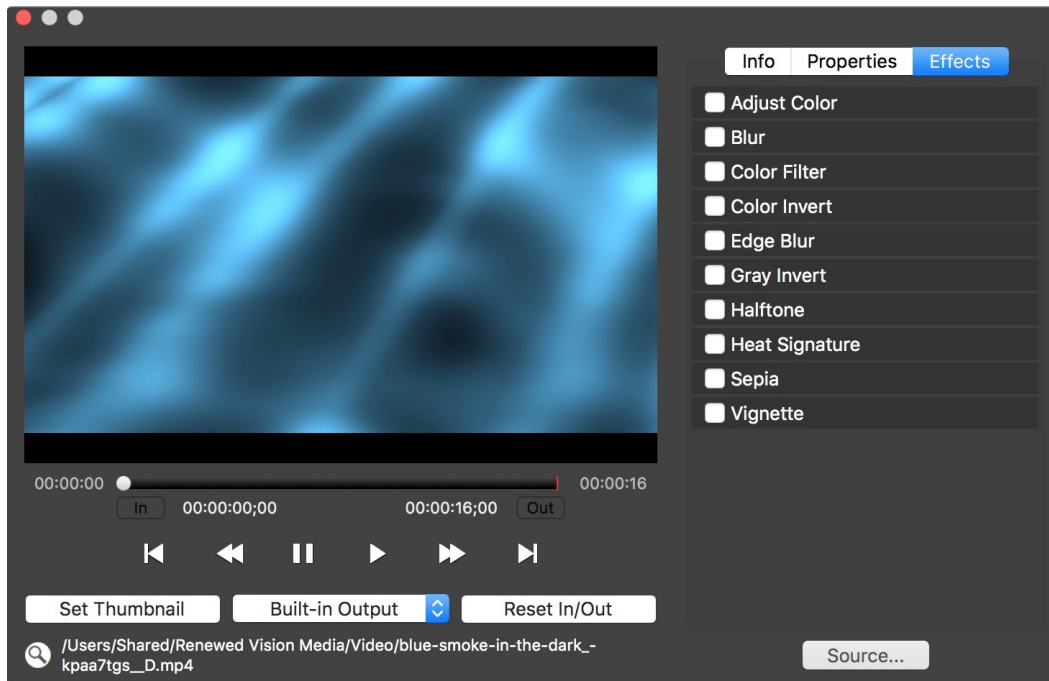 Info Properties Effects
Adjust Color
Blur
Color Filter
Color Invert
Edge Blur
Gray Invert
Halftone
Heat Signature
Sepia
Vignette
00:00:00 00:00:16
In 00:00:00;00 00:00:16;00 Out
Set Thumbnail Built-in Output Reset In/Out
/Users/Shared/Renewed Vision Media/Video/blue-smoke-in-the-dark_-
kpaa7tgs__D.mp4
Source...